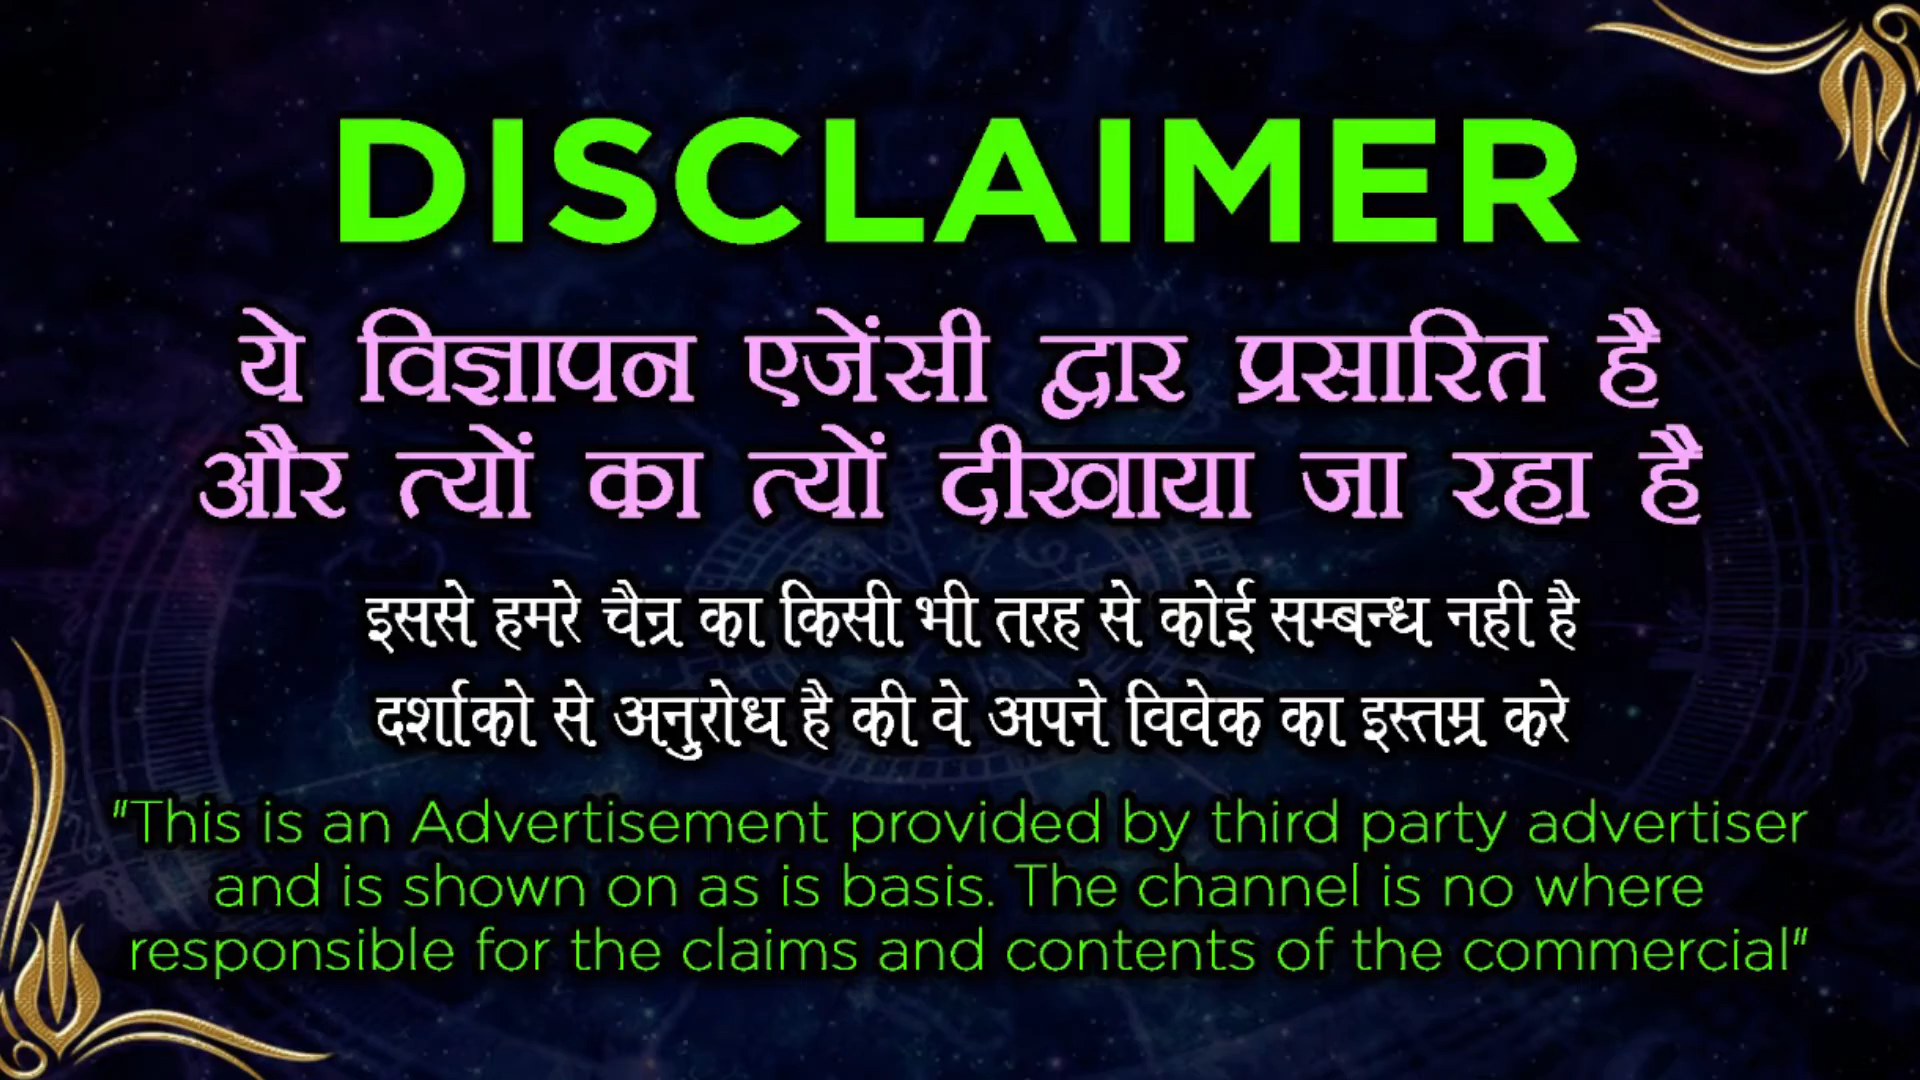 DISCLAIMER
ये विज्ञापन एजेंसी द्वार प्रसारित है
और त्यों का त्यों दीखाया जा रहा है
इससे हमरे चैन्र का किसी भी तरह से कोई सम्बन्ध नही है
दर्शाको से अनुरोध है की वे अपने विवेक का इस्तम्र करे
"This is an Advertisement provided by third party advertiser
and is shown on as is basis. The channel is no where
responsible for the claims and contents of the commercial"